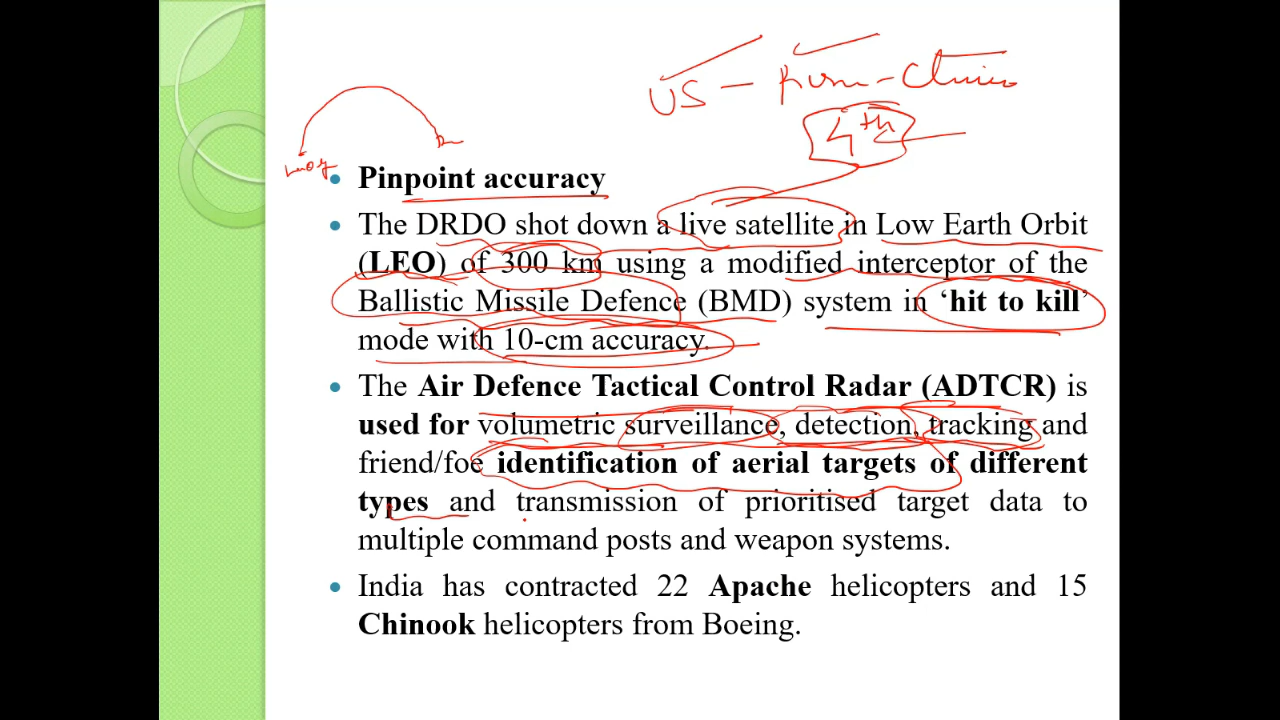 US - Russia - China
4th
• Pinpoint accuracy
• The DRDO shot down a live satellite in Low Earth Orbit
(LEO) of 300 km using a modified interceptor of the
Ballistic Missile Defence (BMD) system in ‘hit to kill’
mode with 10-cm accuracy.
• The Air Defence Tactical Control Radar (ADTCR) is
used for volumetric surveillance, detection, tracking and
friend/foe identification of aerial targets of different
types and transmission of prioritised target data to
multiple command posts and weapon systems.
• India has contracted 22 Apache helicopters and 15
Chinook helicopters from Boeing.